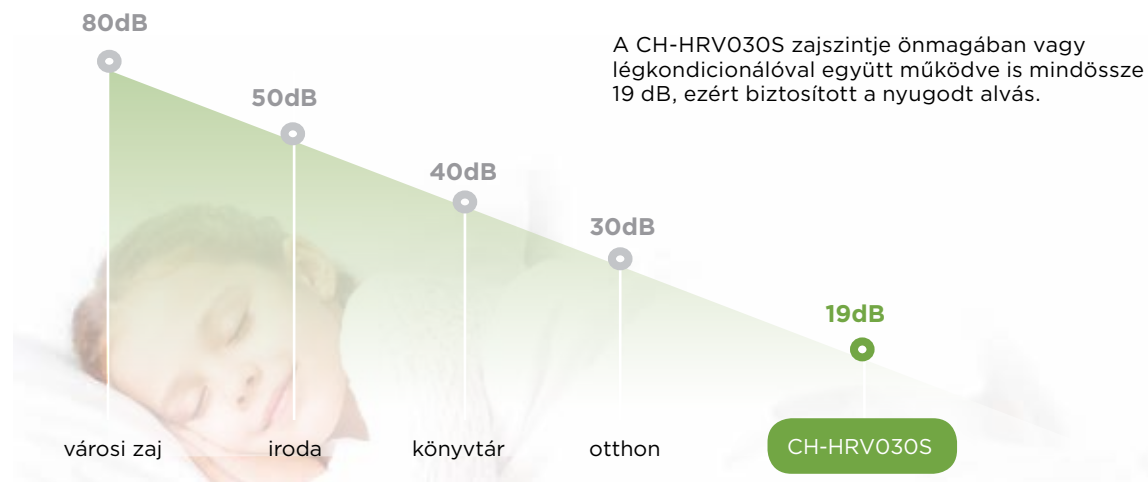 80dB
A CH-HRV030S zajszintje önmagában vagy
légkondicionálóval együtt működve is mindössze
19 dB, ezért biztosított a nyugodt alvás.
50dB
40dB
30dB
19dB
városi zaj
iroda
könyvtár
otthon
CH-HRV030S